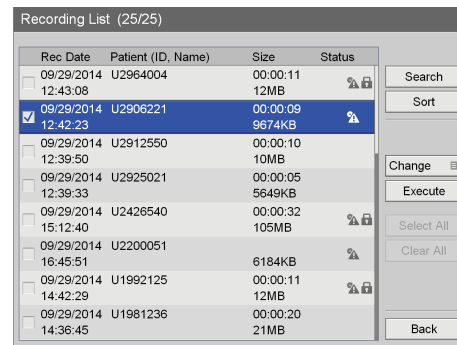 Recording List (25/25)
Rec Date Patient (ID, Name) Size Status
09/29/2014 U2964004 00:00:11
12:43:08 12MB
09/29/2014 U2906221 00:00:09
12:42:23 9674KB
09/29/2014 U2912550 00:00:10
12:39:50 10MB
09/29/2014 U2925021 00:00:05
12:39:33 5649KB
09/29/2014 U2426540 00:00:32
15:12:40 105MB
09/29/2014 U2200051
16:45:51 6184KB
09/29/2014 U1992125 00:00:11
14:42:29 12MB
09/29/2014 U1981236 00:00:20
14:36:45 21MB
Search
Sort
Change
Execute
Select All
Clear All
Back